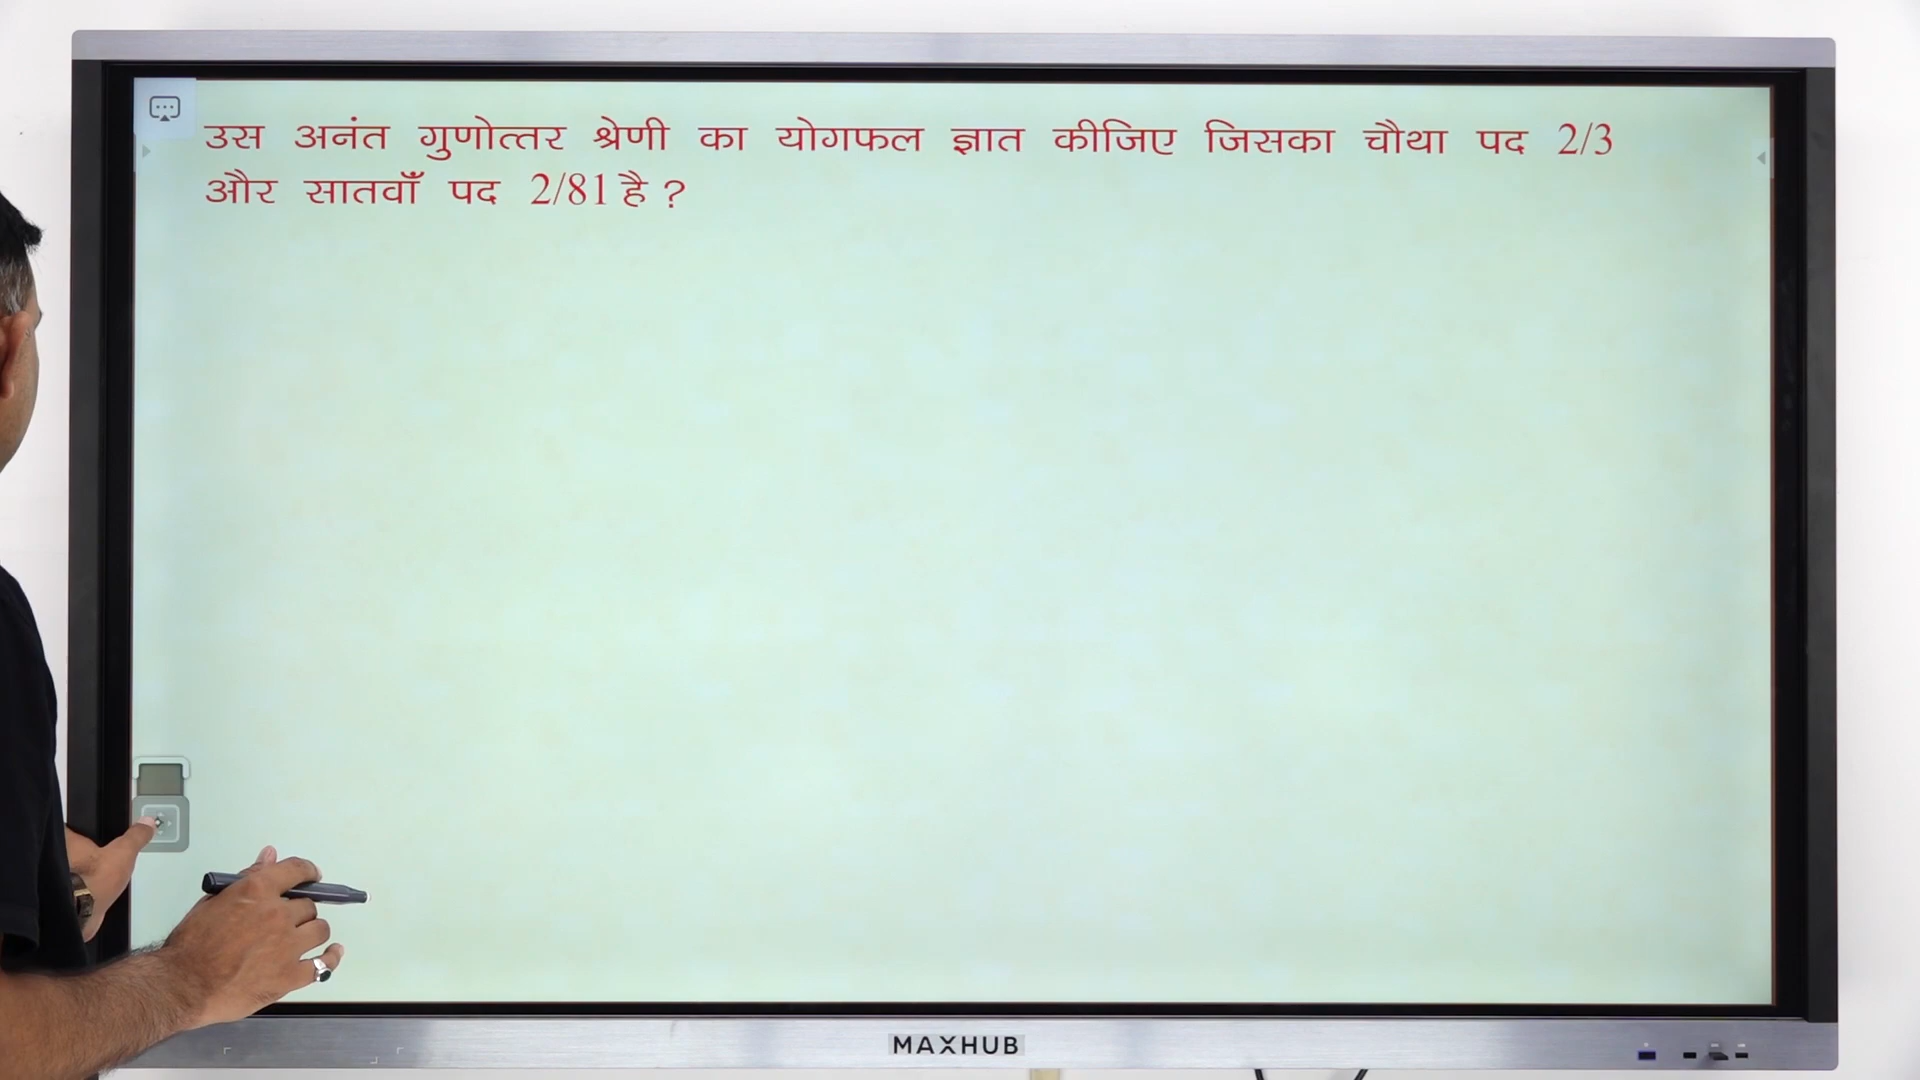 उस अनंत गुणोत्तर श्रेणी का योगफल ज्ञात कीजिए जिसका चौथा पद 2/3
और सातवाँ पद 2/81 है ?
MAXHUB